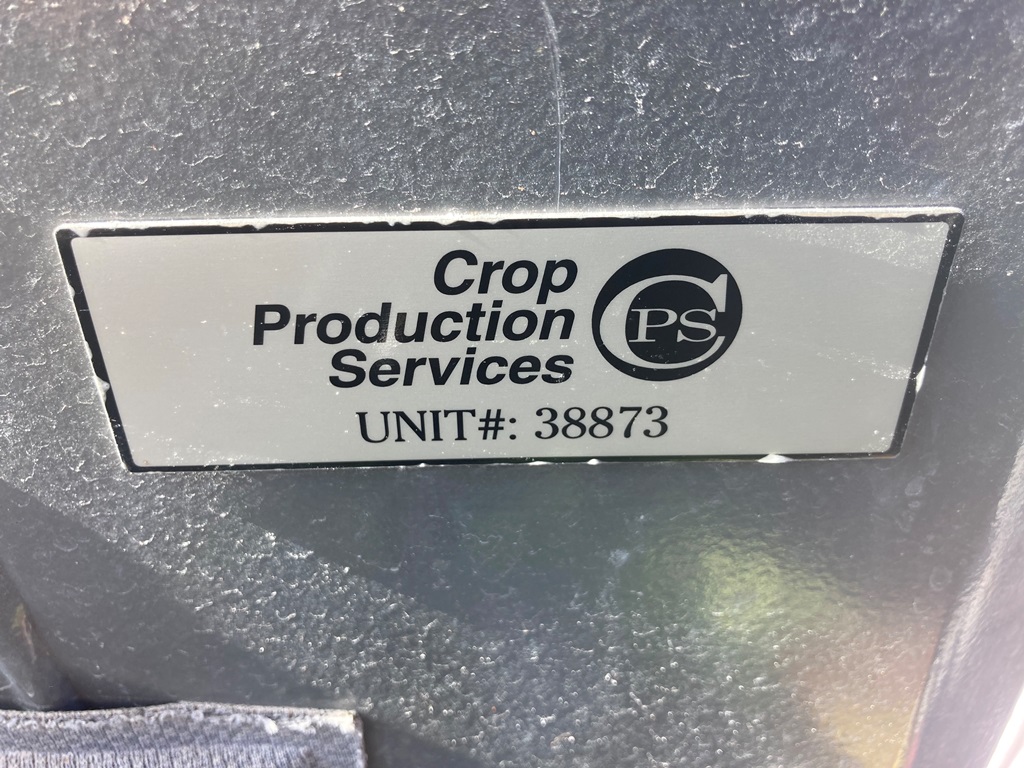 Crop
Production
Services
CPS
UNIT#: 38873